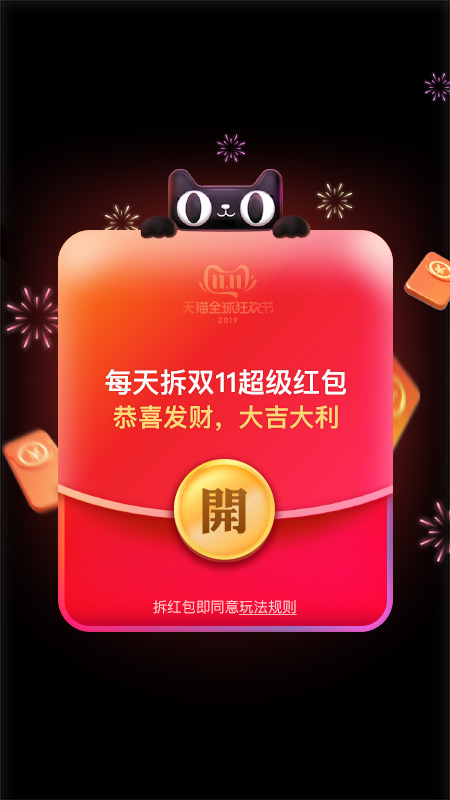 11.11
天猫全球狂欢节
2019
每天拆双11超级红包
恭喜发财，大吉大利
開
拆红包即同意玩法规则